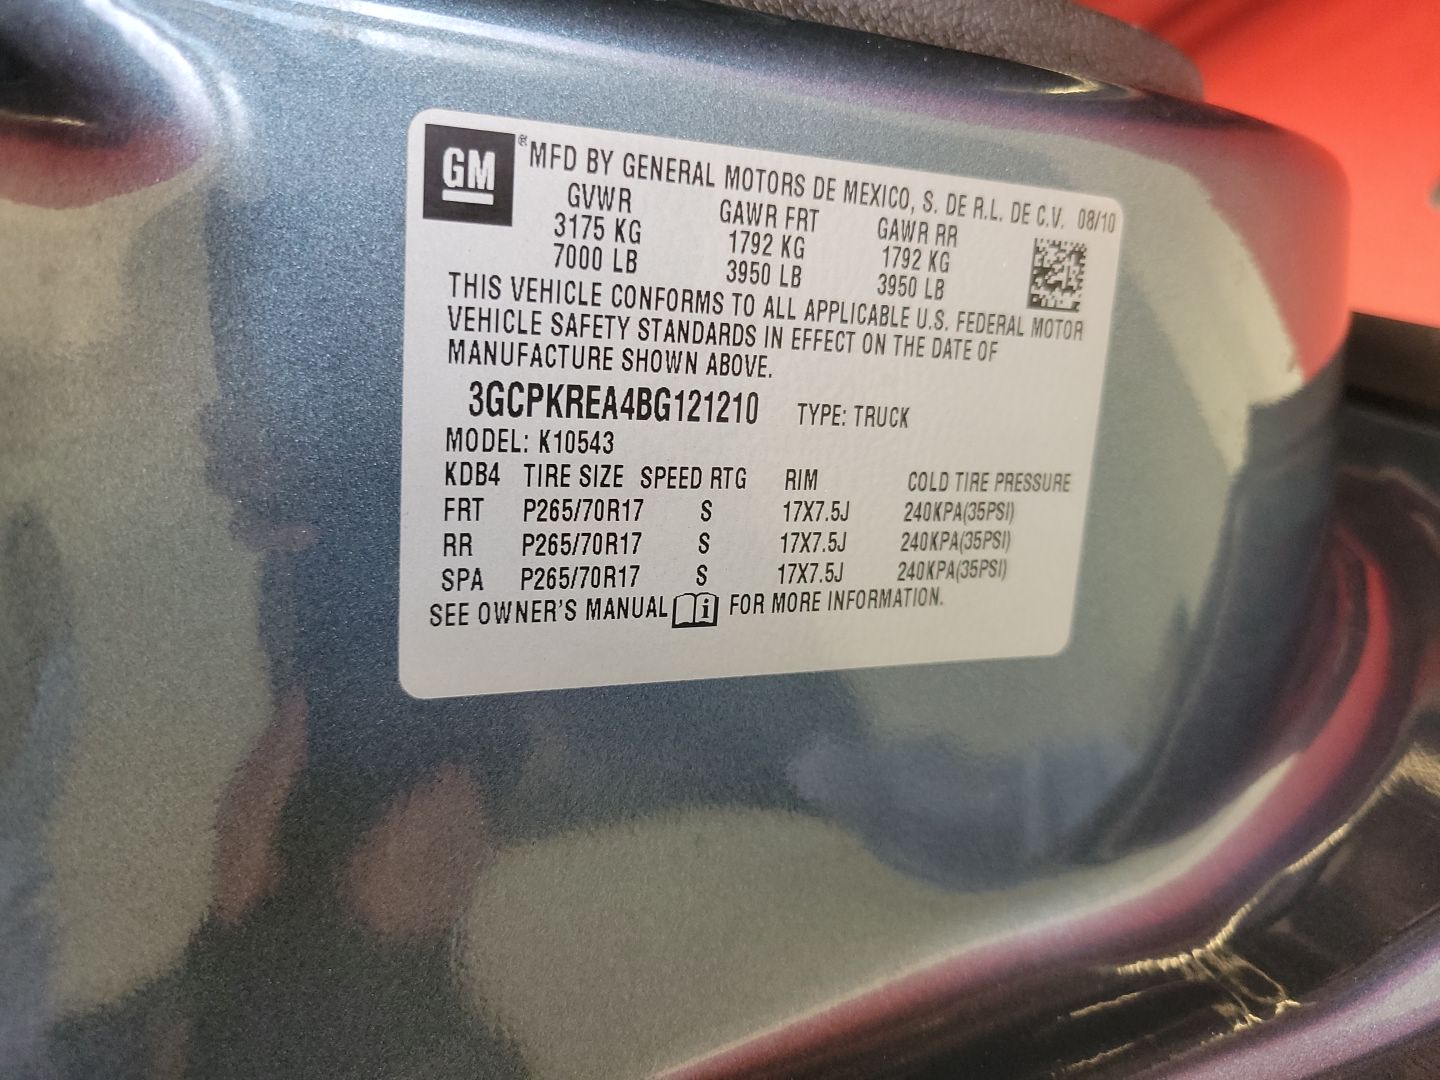 GM ® MFD BY GENERAL MOTORS DE MEXICO, S. DE R.L. DE C.V. 08/10
GVWR GAWR FRT GAWR RR
3175 KG 1792 KG 1792 KG
7000 LB 3950 LB 3950 LB
THIS VEHICLE CONFORMS TO ALL APPLICABLE U.S. FEDERAL MOTOR
VEHICLE SAFETY STANDARDS IN EFFECT ON THE DATE OF
MANUFACTURE SHOWN ABOVE.
3GCPKREA4BG121210 TYPE: TRUCK
MODEL: K10543
KDB4 TIRE SIZE SPEED RTG RIM COLD TIRE PRESSURE
FRT P265/70R17 S 17X7.5J 240KPA(35PSI)
RR P265/70R17 S 17X7.5J 240KPA(35PSI)
SPA P265/70R17 S 17X7.5J 240KPA(35PSI)
SEE OWNER'S MANUAL i FOR MORE INFORMATION.